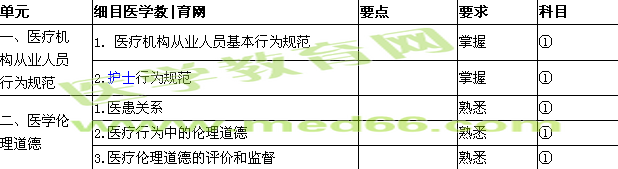 单元 细目医学教|育网 要点 要求 科目
一、医疗机构从业人员行为规范 1. 医疗机构从业人员基本行为规范 掌握 ①
2.护士行为规范 掌握 ①
二、医学伦理道德 1.医患关系 熟悉 ①
2.医疗行为中的伦理道德 熟悉 ①
3.医疗伦理道德的评价和监督 熟悉 ①
医学教育网
www.med66.com